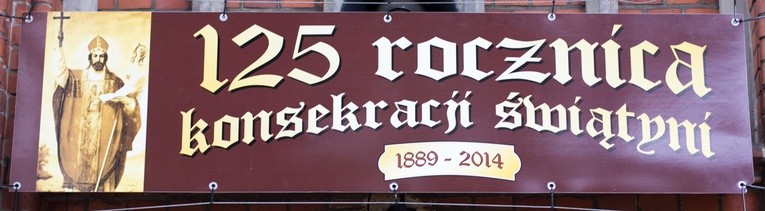 125 rocznica
konsekracji świątyni
1889 - 2014